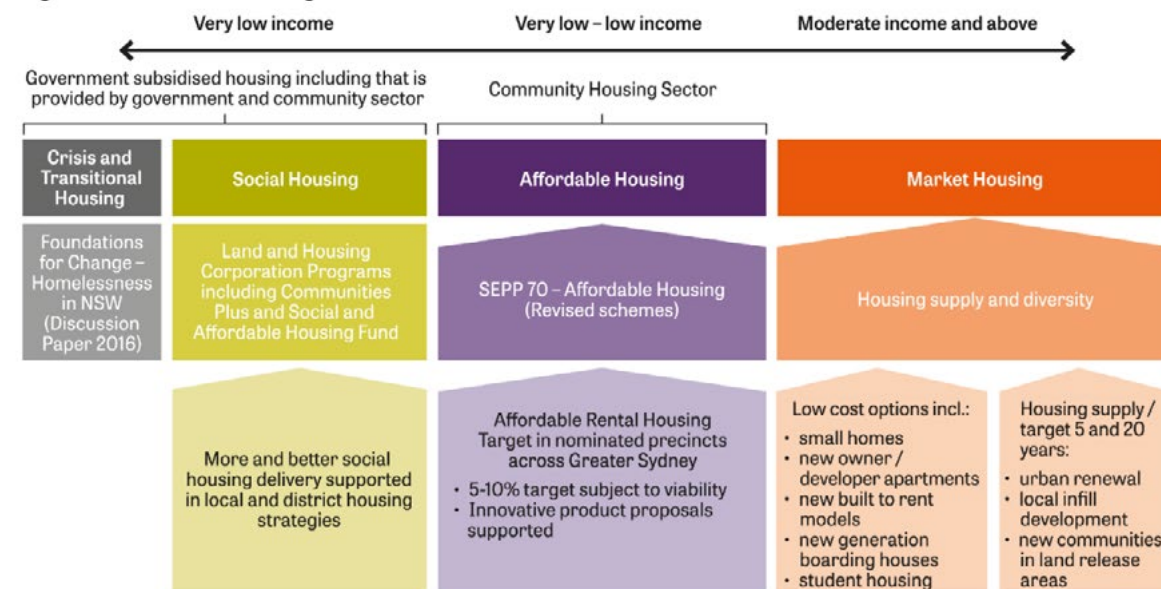 Very low income
Very low – low income
Moderate income and above
Government subsidised housing including that is
provided by government and community sector
Community Housing Sector
Crisis and
Transitional
Housing
Social Housing
Affordable Housing
Market Housing
Foundations
for Change –
Homelessness
in NSW
(Discussion
Paper 2016)
Land and Housing
Corporation Programs
including Communities
Plus and Social and
Affordable Housing Fund
SEPP 70 – Affordable Housing
(Revised schemes)
Housing supply and diversity
More and better social
housing delivery supported
in local and district housing
strategies
Affordable Rental Housing
Target in nominated precincts
across Greater Sydney
• 5-10% target subject to viability
• Innovative product proposals
supported
Low cost options incl.:
• small homes
• new owner /
developer apartments
• new built to rent
models
• new generation
boarding houses
• student housing
Housing supply /
target 5 and 20
years:
• urban renewal
• local infill
development
• new communities
in land release
areas